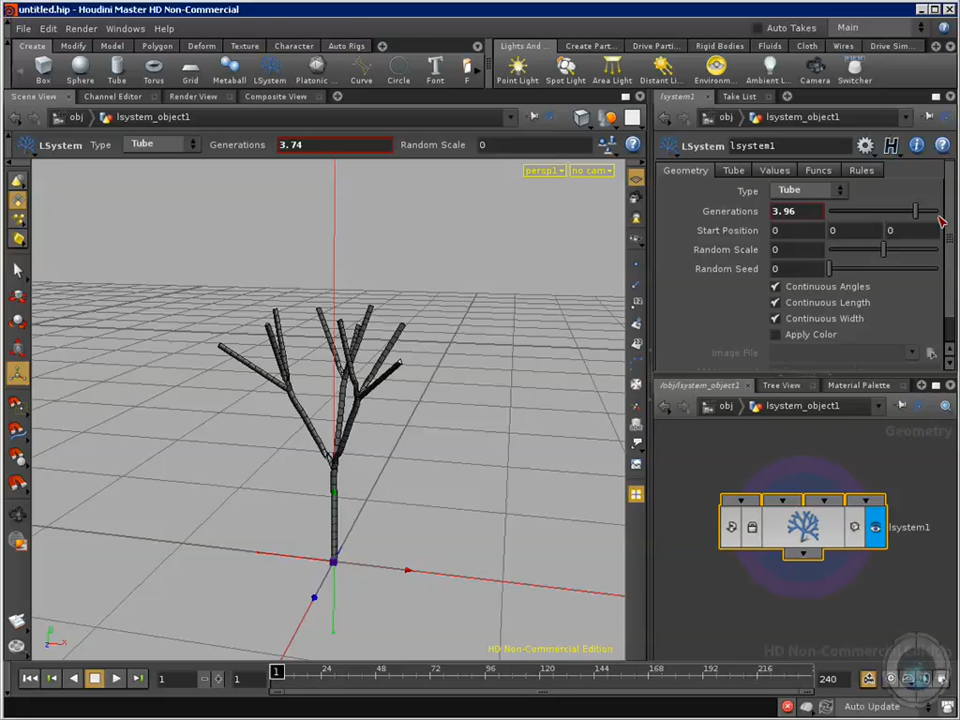 untitled.hip - Houdini Master HD Non-Commercial
File Edit Render Windows Help
Auto Takes Main
Create Modify Model Polygon Deform Texture Character Auto Rigs
Lights And ... Create Part... Drive Parti... Rigid Bodies Fluids Cloth Wires Drive Sim...
Box Sphere Tube Torus Grid Metaball LSystem Platonic ... Curve Circle Font F
Point Light Spot Light Area Light Distant Li... Environme... Ambient L... Camera Switcher
Scene View Channel Editor Render View Composite View
lsystem1 Take List
obj lsystem_object1
obj lsystem_object1
LSystem Type Tube Generations 3.74 Random Scale 0
LSystem lsystem1
persp1 no cam
Geometry Tube Values Funcs Rules
Type Tube
Generations 3.96
Start Position 0 0 0
Random Scale 0
Random Seed 0
Continuous Angles
Continuous Length
Continuous Width
Apply Color
Image File
/obj/lsystem_object1 Tree View Material Palette
obj lsystem_object1
Geometry
lsystem1
HD Non-Commercial Edition
y
z x
1 1 1 24 48 72 96 120 144 168 192 216 240
Auto Update